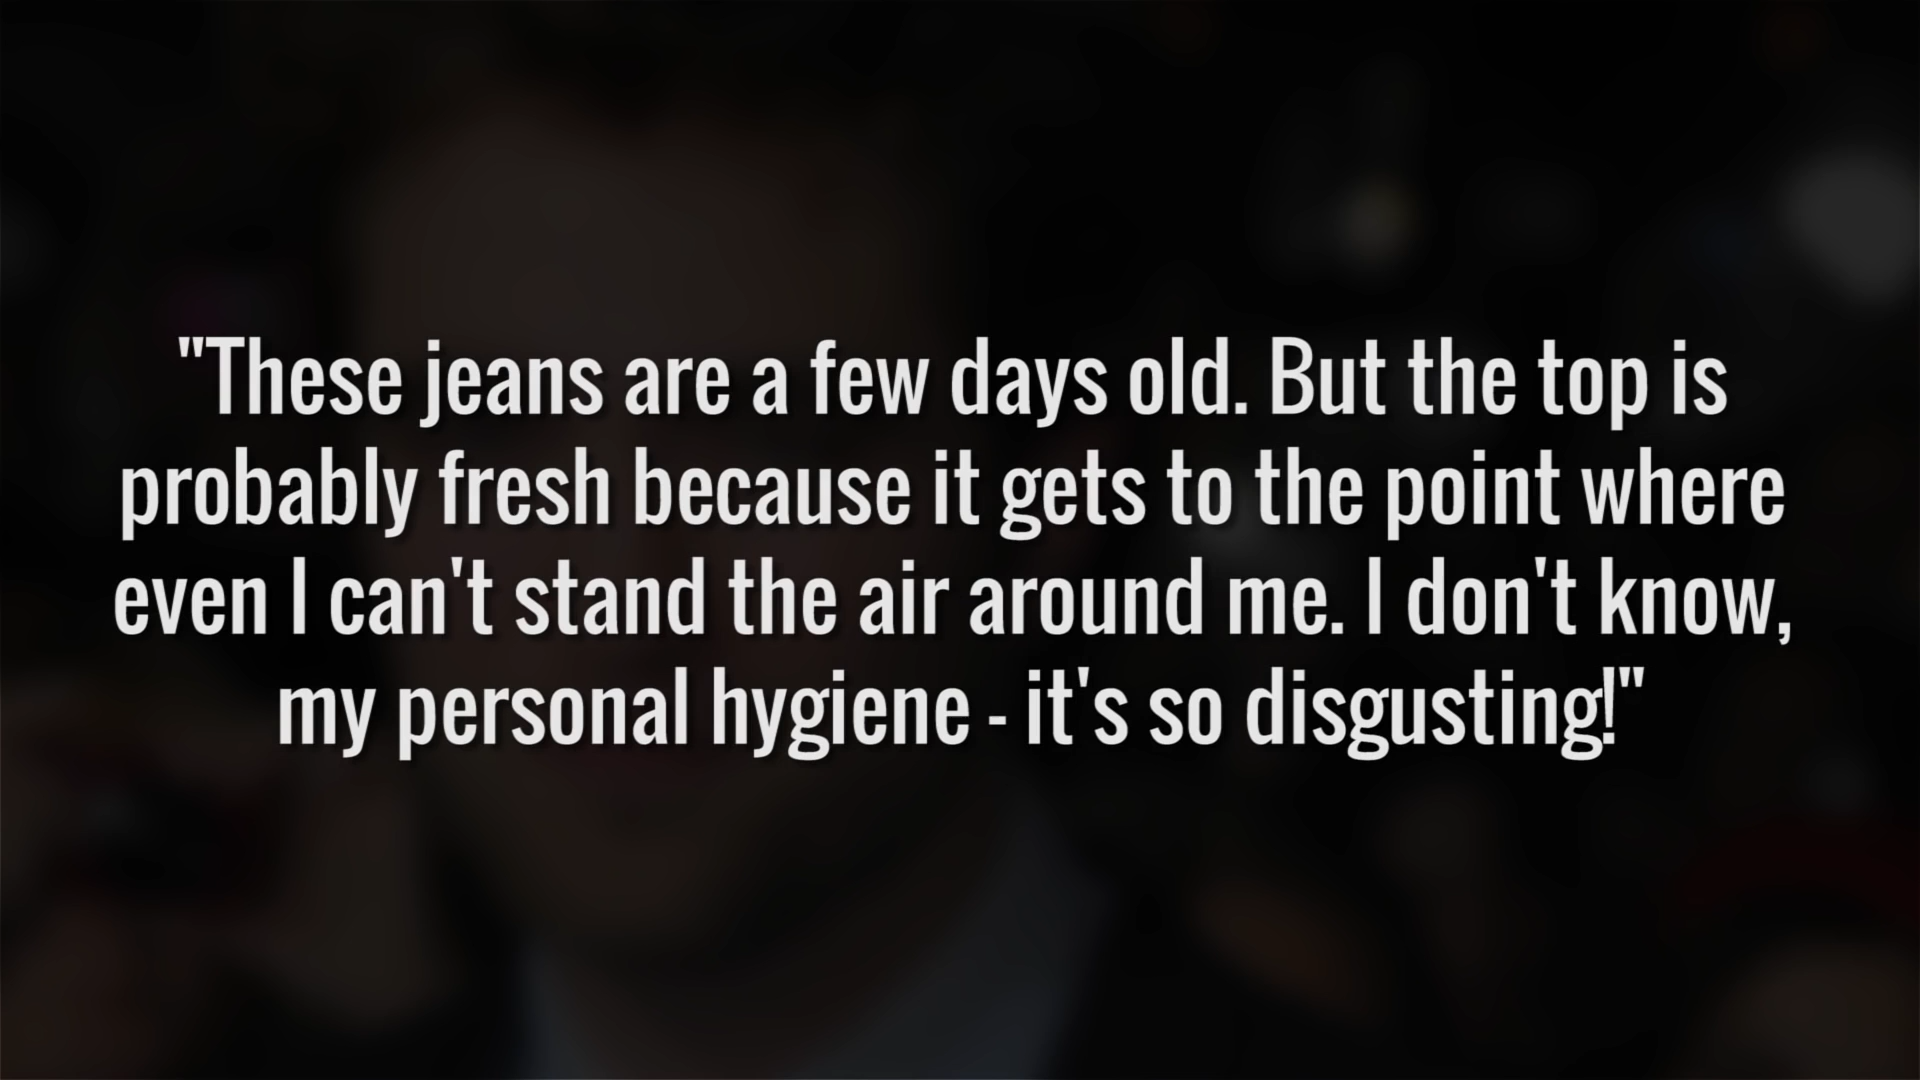 "These jeans are a few days old. But the top is
probably fresh because it gets to the point where
even I can't stand the air around me. I don't know,
my personal hygiene - it's so disgusting!"